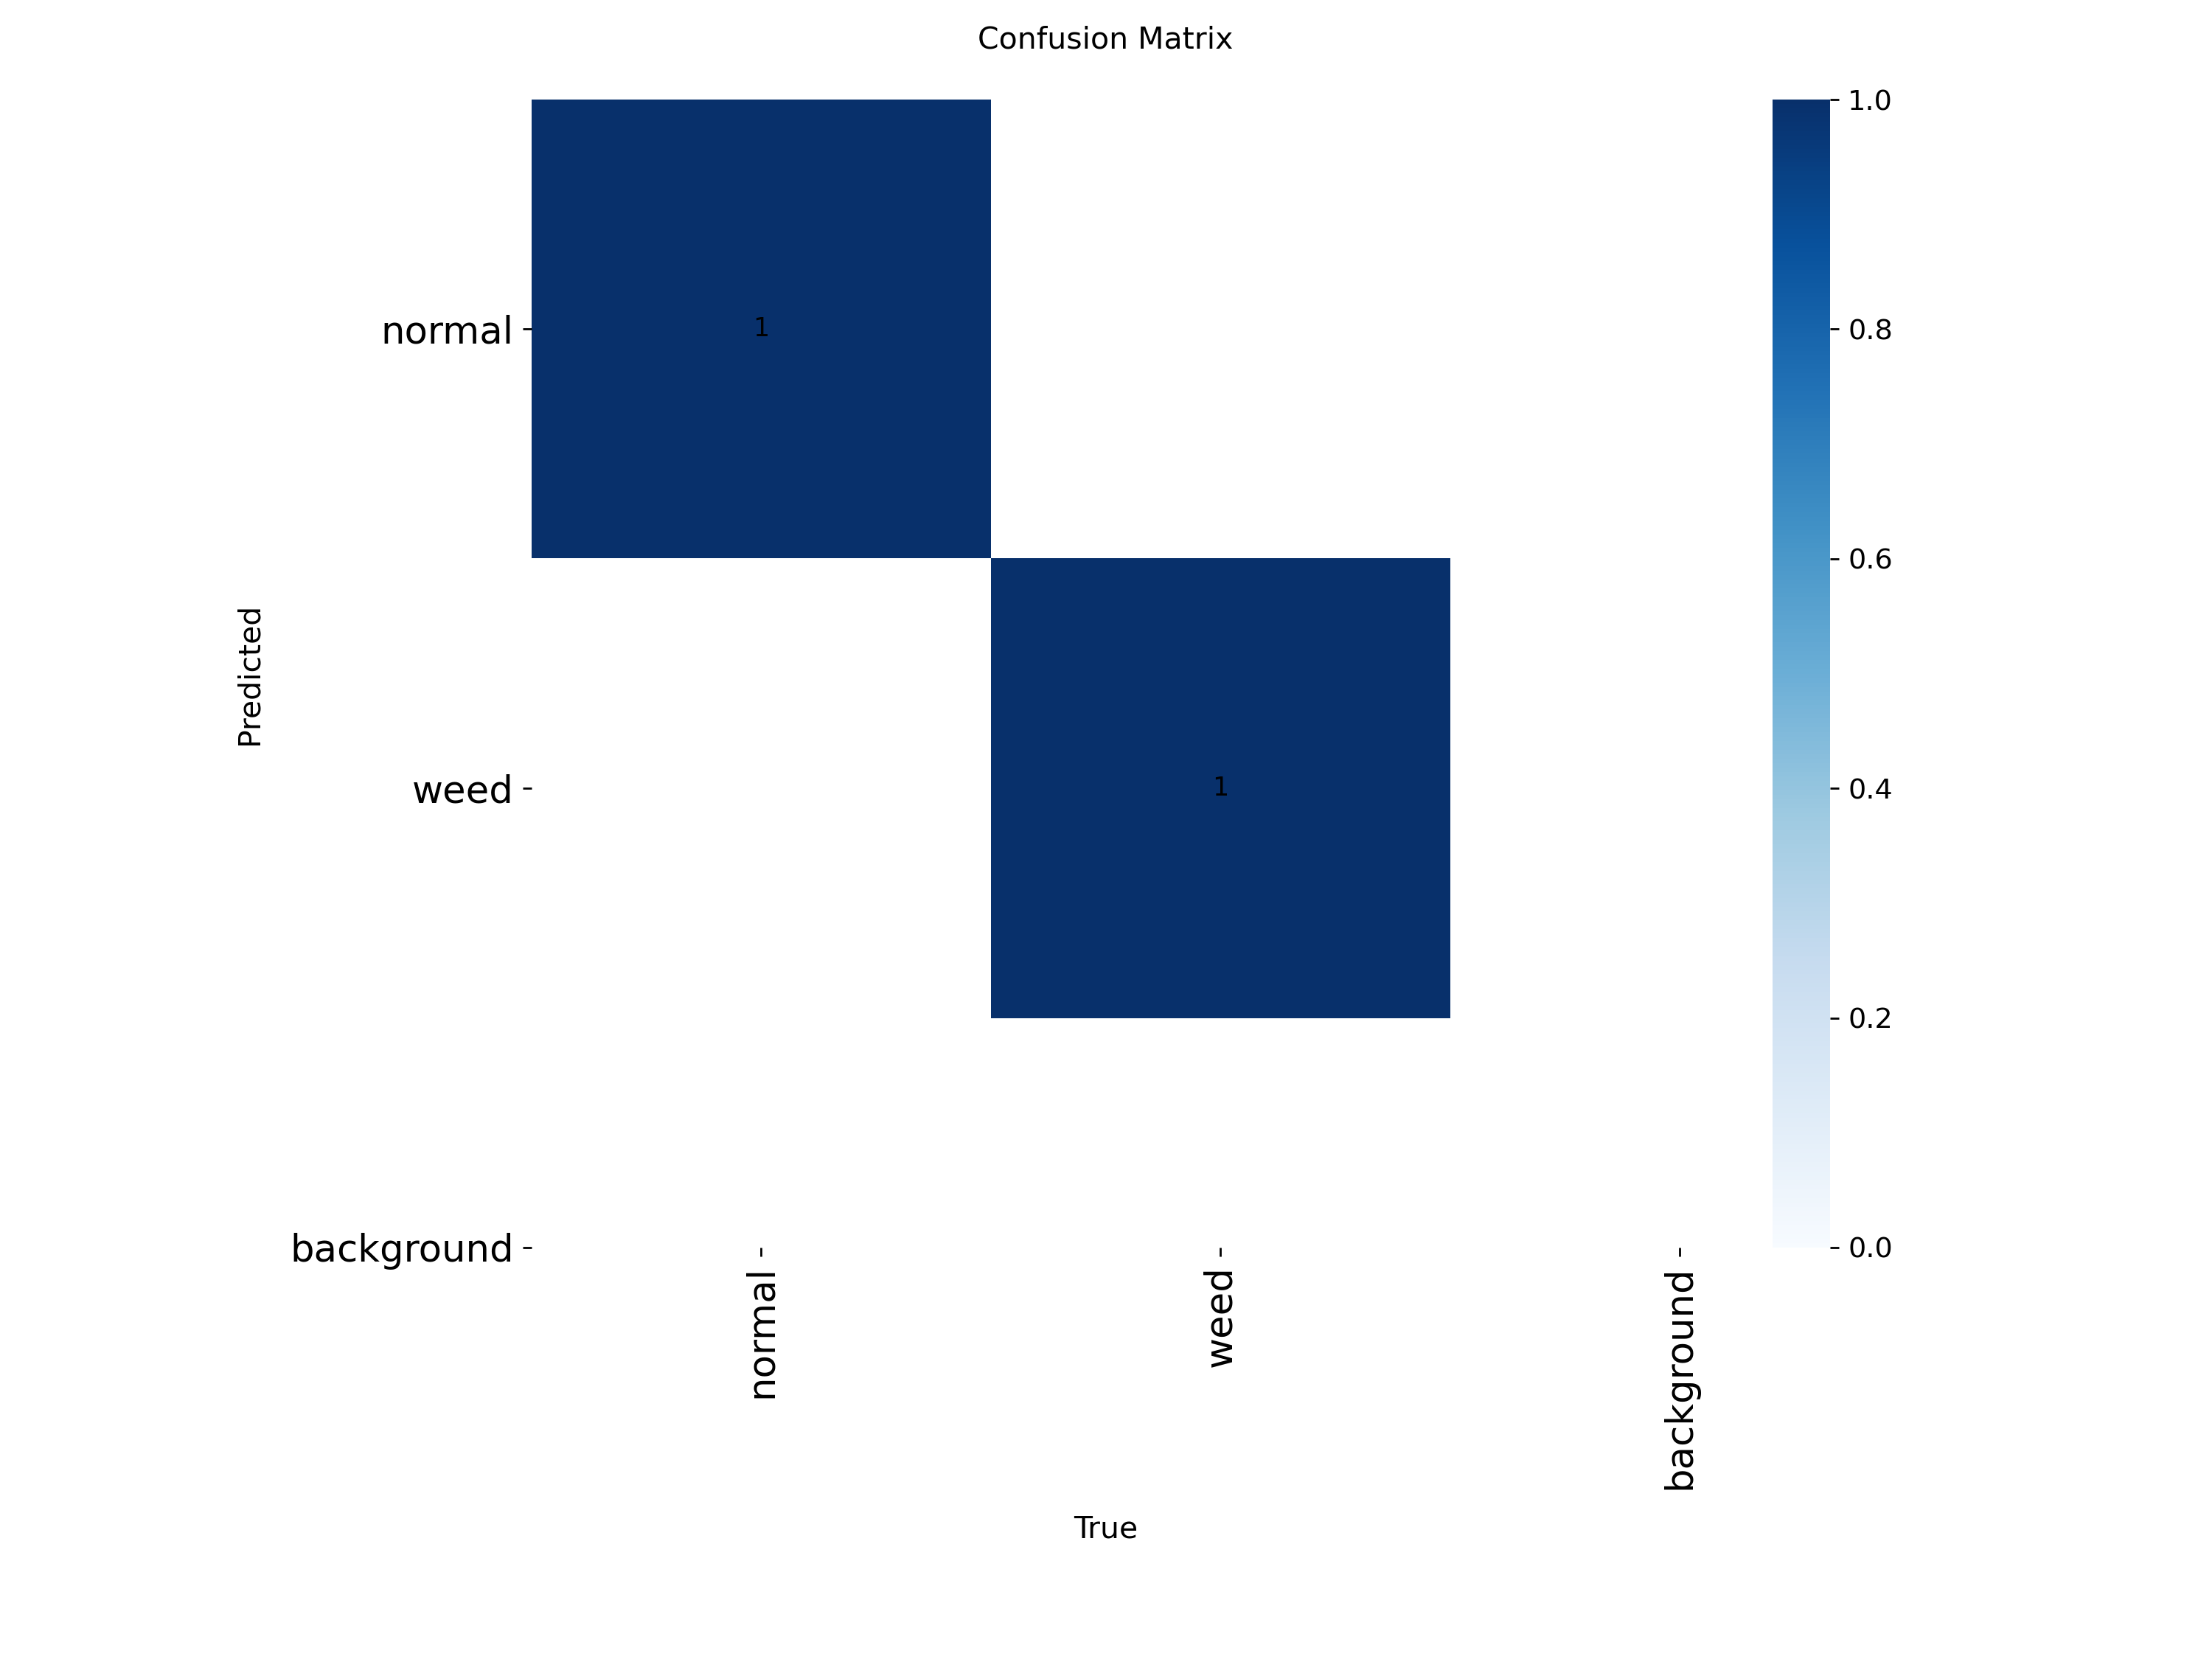 Confusion Matrix
1.0
normal
1
0.8
0.6
Predicted
weed
1
0.4
0.2
background
0.0
normal
weed
background
True